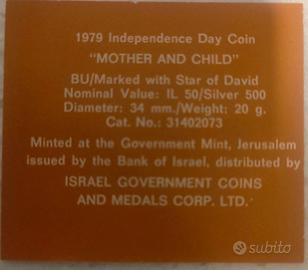 1979 Independence Day Coin
"MOTHER AND CHILD"
BU/Marked with Star of David
Nominal Value: IL 50/Silver 500
Diameter: 34 mm./Weight: 20 g.
Cat. No.: 31402073
Minted at the Government Mint, Jerusalem
issued by the Bank of Israel, distributed by
ISRAEL GOVERNMENT COINS
AND MEDALS CORP. LTD.
subito